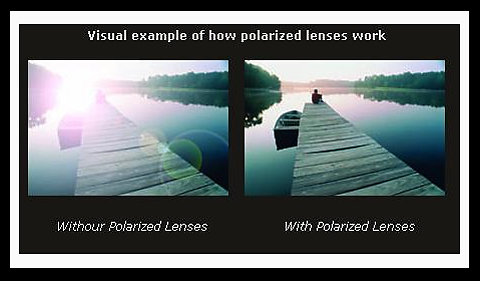 Visual example of how polarized lenses work
Withour Polarized Lenses
With Polarized Lenses